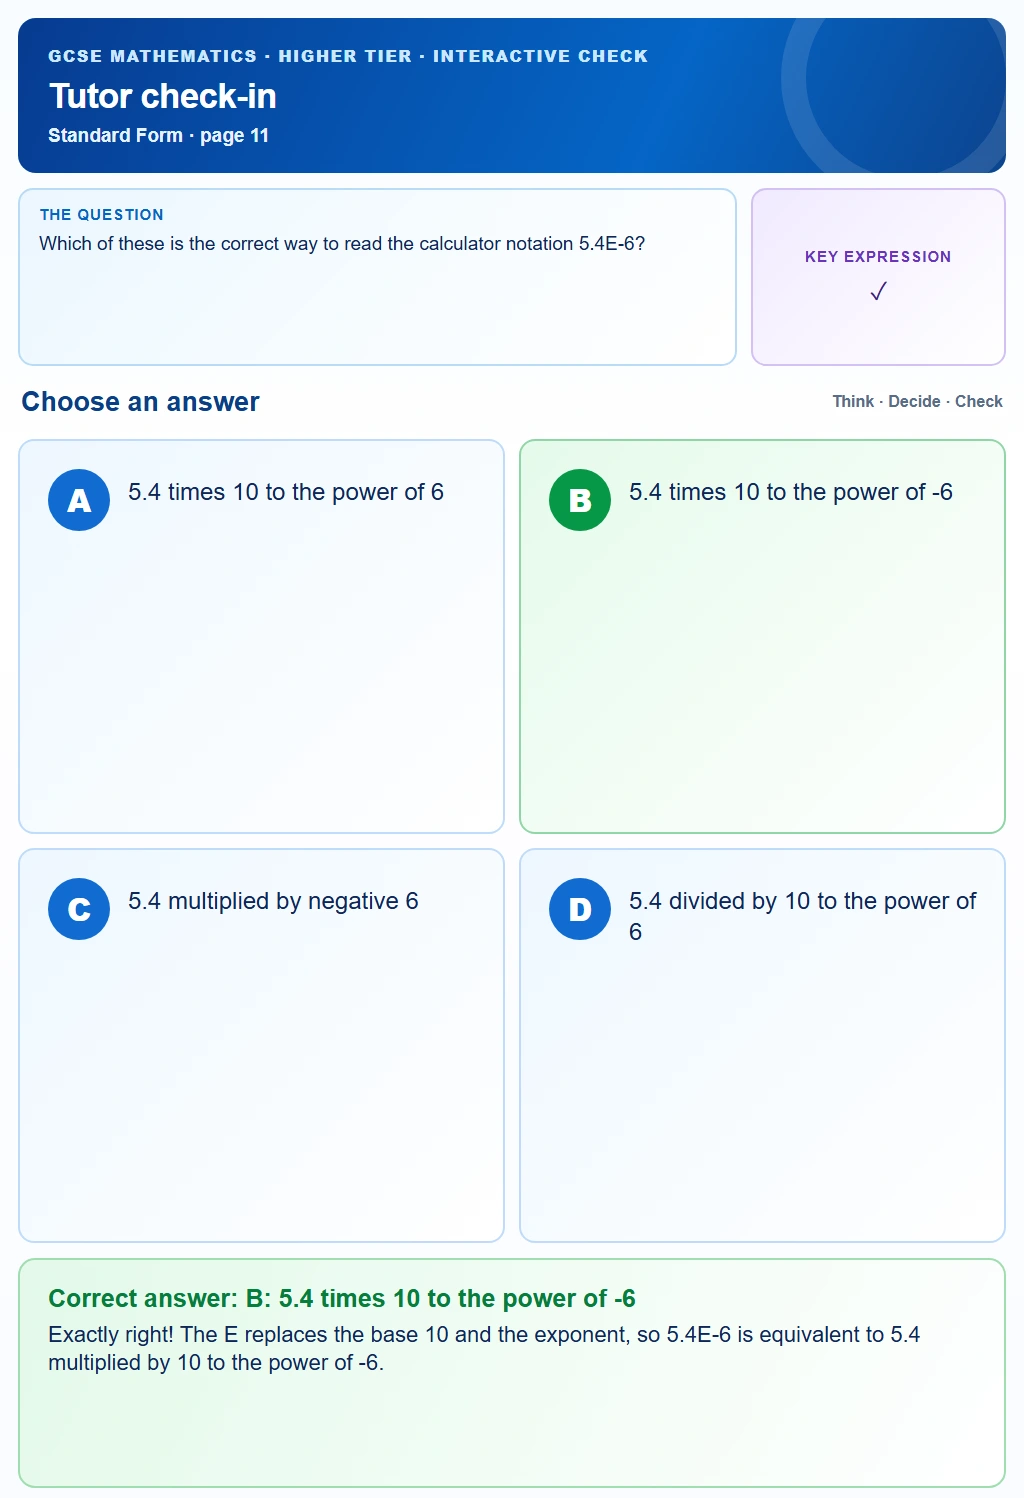 GCSE MATHEMATICS · HIGHER TIER · INTERACTIVE CHECK
Tutor check-in
Standard Form · page 11
THE QUESTION
Which of these is the correct way to read the calculator notation 5.4E-6?
KEY EXPRESSION
✓
Choose an answer
Think · Decide · Check
A
5.4 times 10 to the power of 6
B
5.4 times 10 to the power of -6
C
5.4 multiplied by negative 6
D
5.4 divided by 10 to the power of
6
Correct answer: B: 5.4 times 10 to the power of -6
Exactly right! The E replaces the base 10 and the exponent, so 5.4E-6 is equivalent to 5.4
multiplied by 10 to the power of -6.